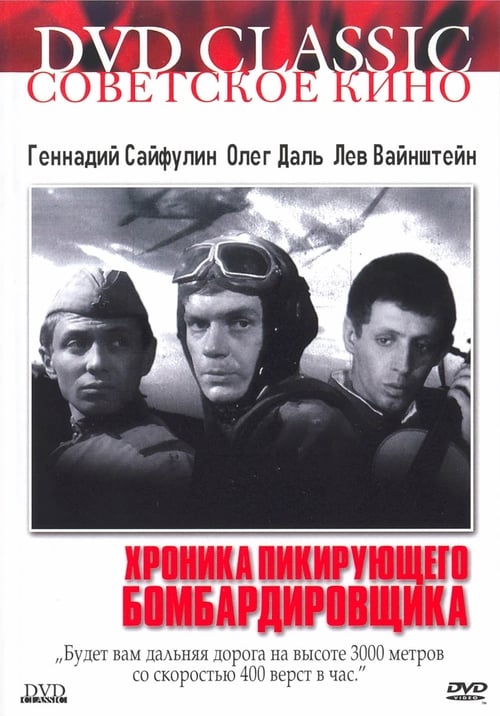 DVD CLASSIC
СОВЕТСКОЕ КИНО
Геннадий Сайфулин Олег Даль Лев Вайнштейн
ХРОНИКА ПИКИРУЮЩЕГО
БОМБАРДИРОВЩИКА
„Будет вам дальняя дорога на высоте 3000 метров
со скоростью 400 верст в час."
DVD
CLASSIC
DVD
VIDEO
™